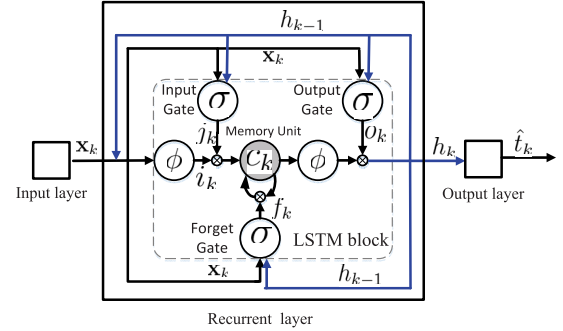 h_{k-1}
x_k
Input Gate
σ
Output Gate
σ
j_k
Memory Unit
o_k
x_k
ϕ
i_k
c_k
ϕ
h_k
t̂_k
Input layer
Output layer
f_k
Forget Gate
σ
LSTM block
x_k
h_{k-1}
Recurrent layer